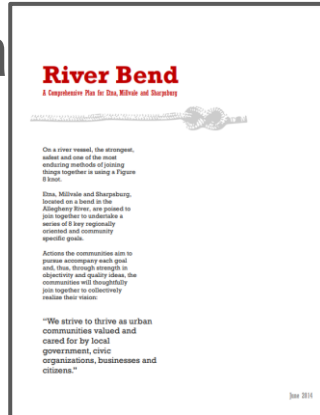 River Bend
A Comprehensive Plan for Etna, Millvale and Sharpsburg
On a river vessel, the strongest,
safest and one of the most
enduring methods of joining
things together is using a Figure
8 knot.
Etna, Millvale and Sharpsburg,
located on a bend in the
Allegheny River, are poised to
join together to undertake a
series of 8 key regionally
oriented and community
specific goals.
Actions the communities aim to
pursue accompany each goal
and, thus, through strength in
objectivity and quality ideas, the
communities will thoughtfully
join together to collectively
realize their vision:
"We strive to thrive as urban
communities valued and
cared for by local
government, civic
organizations, businesses and
citizens."
June 2014